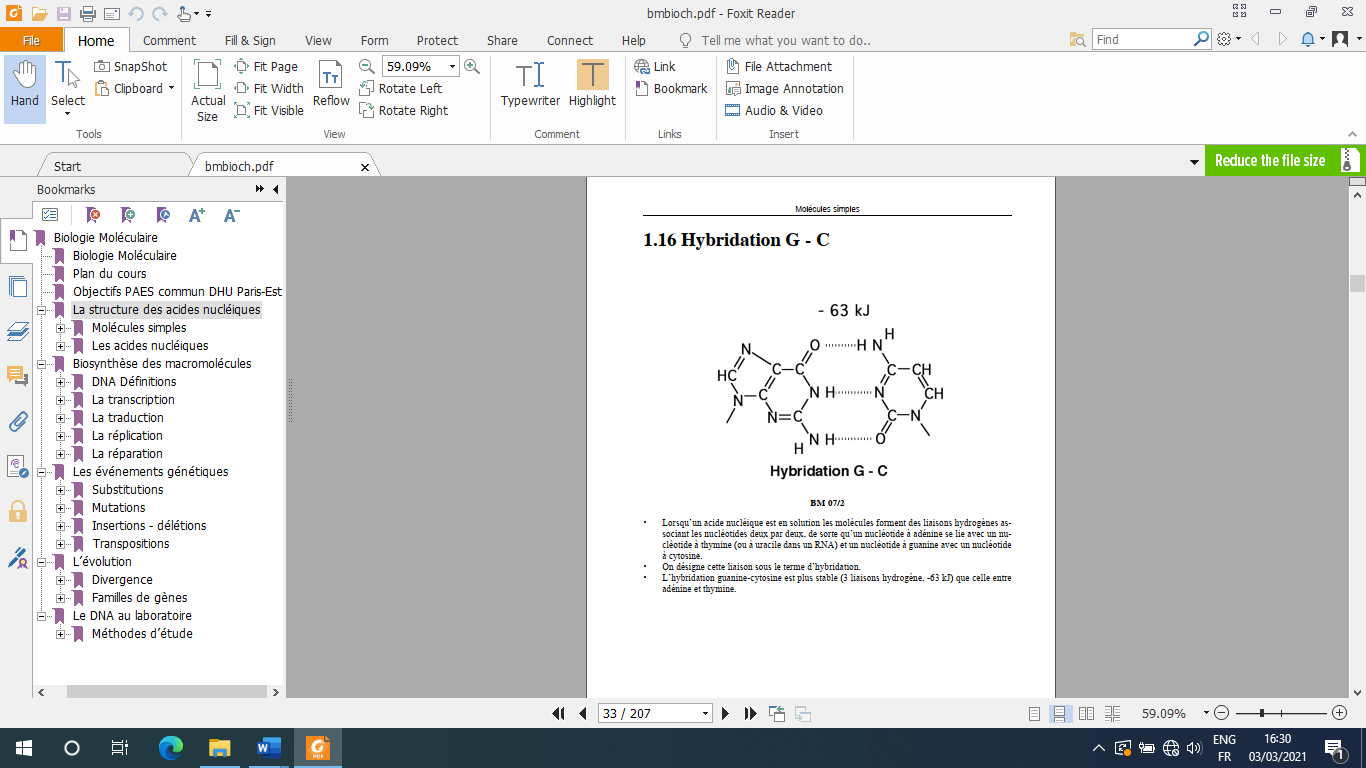 bmbioch.pdf - Foxit Reader
File Home Comment Fill & Sign View Form Protect Share Connect Help Tell me what you want to do.. Find
Hand
Select
SnapShot
Clipboard
Tools
Actual Size
Fit Page
Fit Width
Fit Visible
Reflow
59.09%
Rotate Left
Rotate Right
View
Typewriter
Highlight
Comment
Link
Bookmark
Links
File Attachment
Image Annotation
Audio & Video
Insert
Start
bmbioch.pdf
Reduce the file size
Bookmarks
Biologie Moléculaire
Biologie Moléculaire
Plan du cours
Objectifs PAES commun DHU Paris-Est
La structure des acides nucléiques
Molécules simples
Les acides nucléiques
Biosynthèse des macromolécules
DNA Définitions
La transcription
La traduction
La réplication
La réparation
Les événements génétiques
Substitutions
Mutations
Insertions - délétions
Transpositions
L’évolution
Divergence
Familles de gènes
Le DNA au laboratoire
Méthodes d’étude
Molécules simples
1.16 Hybridation G - C
- 63 kJ
H
N O H N
HC C C C CH
N C N H N CH
N C C N
N H O
H
Hybridation G - C
BM 07/2
• Lorsqu’un acide nucléique est en solution les molécules forment des liaisons hydrogènes as-
sociant les nucléotides deux par deux, de sorte qu’un nucléotide à adénine se lie avec un nu-
cléotide à thymine (ou à uracile dans un RNA) et un nucléotide à guanine avec un nucléotide
à cytosine.
• On désigne cette liaison sous le terme d’hybridation.
• L’hybridation guanine-cytosine est plus stable (3 liaisons hydrogène, -63 kJ) que celle entre
adénine et thymine.
33 / 207
59.09%
ENG
FR
16:30
03/03/2021
1